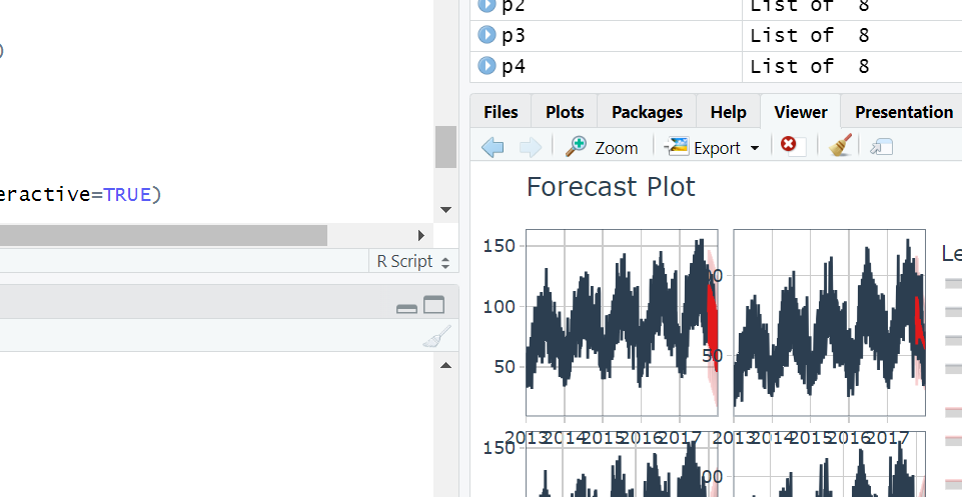 p2 List of 8
p3 List of 8
p4 List of 8
)
Files Plots Packages Help Viewer Presentation
Zoom Export
eractive=TRUE)
R Script
Forecast Plot
Le
150
100
50
00
50
2013 2014 2015 2016 2017 2013 2014 2015 2016 2017
150
00